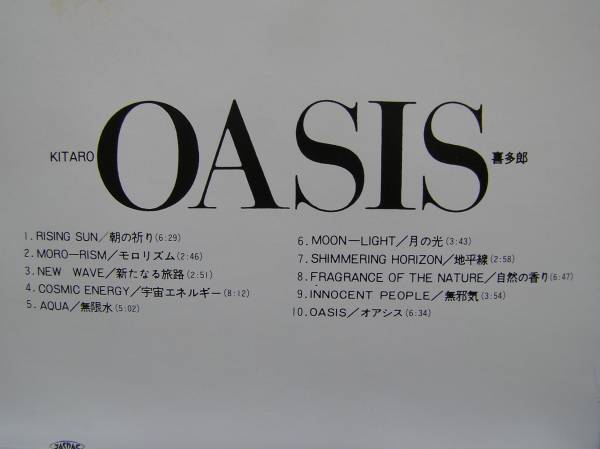 KITARO OASIS 喜多郎
1. RISING SUN／朝の祈り(6:29)
2. MORO—RISM／モロリズム(2:46)
3. NEW WAVE／新たなる旅路(2:51)
4. COSMIC ENERGY／宇宙エネルギー(8:12)
5. AQUA／無限水(5:02)
6. MOON—LIGHT／月の光(3:43)
7. SHIMMERING HORIZON／地平線(2:58)
8. FRAGRANCE OF THE NATURE／自然の香り(6:47)
9. INNOCENT PEOPLE／無邪気(3:54)
10. OASIS／オアシス(6:34)